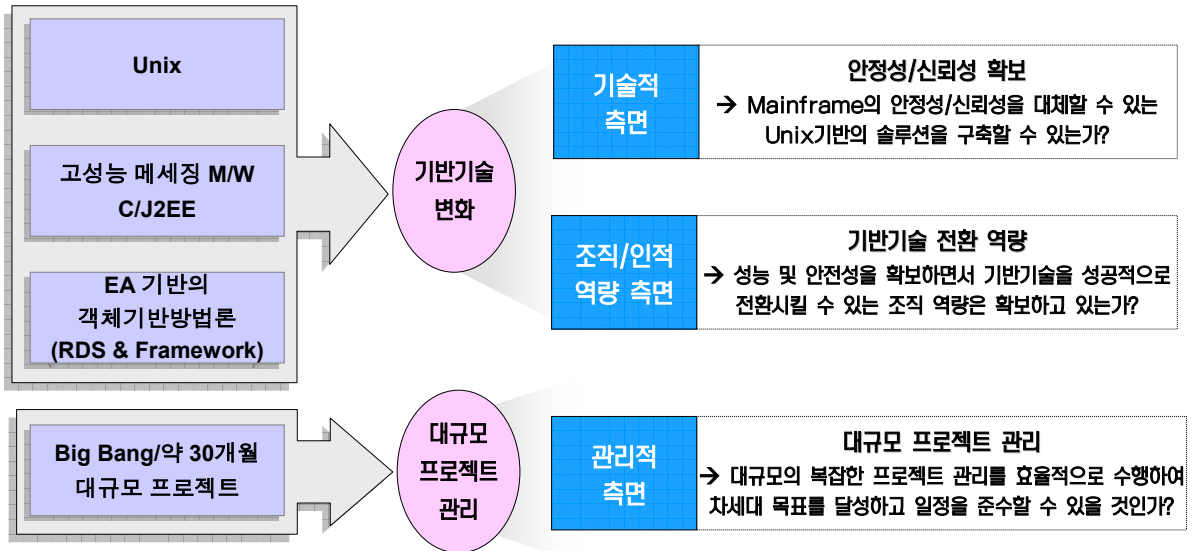 Unix
고성능 메세징 M/W
C/J2EE
EA 기반의
객체기반방법론
(RDS & Framework)
기반기술
변화
기술적
측면
안정성/신뢰성 확보
→ Mainframe의 안정성/신뢰성을 대체할 수 있는
Unix기반의 솔루션을 구축할 수 있는가?
조직/인적
역량 측면
기반기술 전환 역량
→ 성능 및 안전성을 확보하면서 기반기술을 성공적으로
전환시킬 수 있는 조직 역량은 확보하고 있는가?
Big Bang/약 30개월
대규모 프로젝트
대규모
프로젝트
관리
관리적
측면
대규모 프로젝트 관리
→ 대규모의 복잡한 프로젝트 관리를 효율적으로 수행하여
차세대 목표를 달성하고 일정을 준수할 수 있을 것인가?